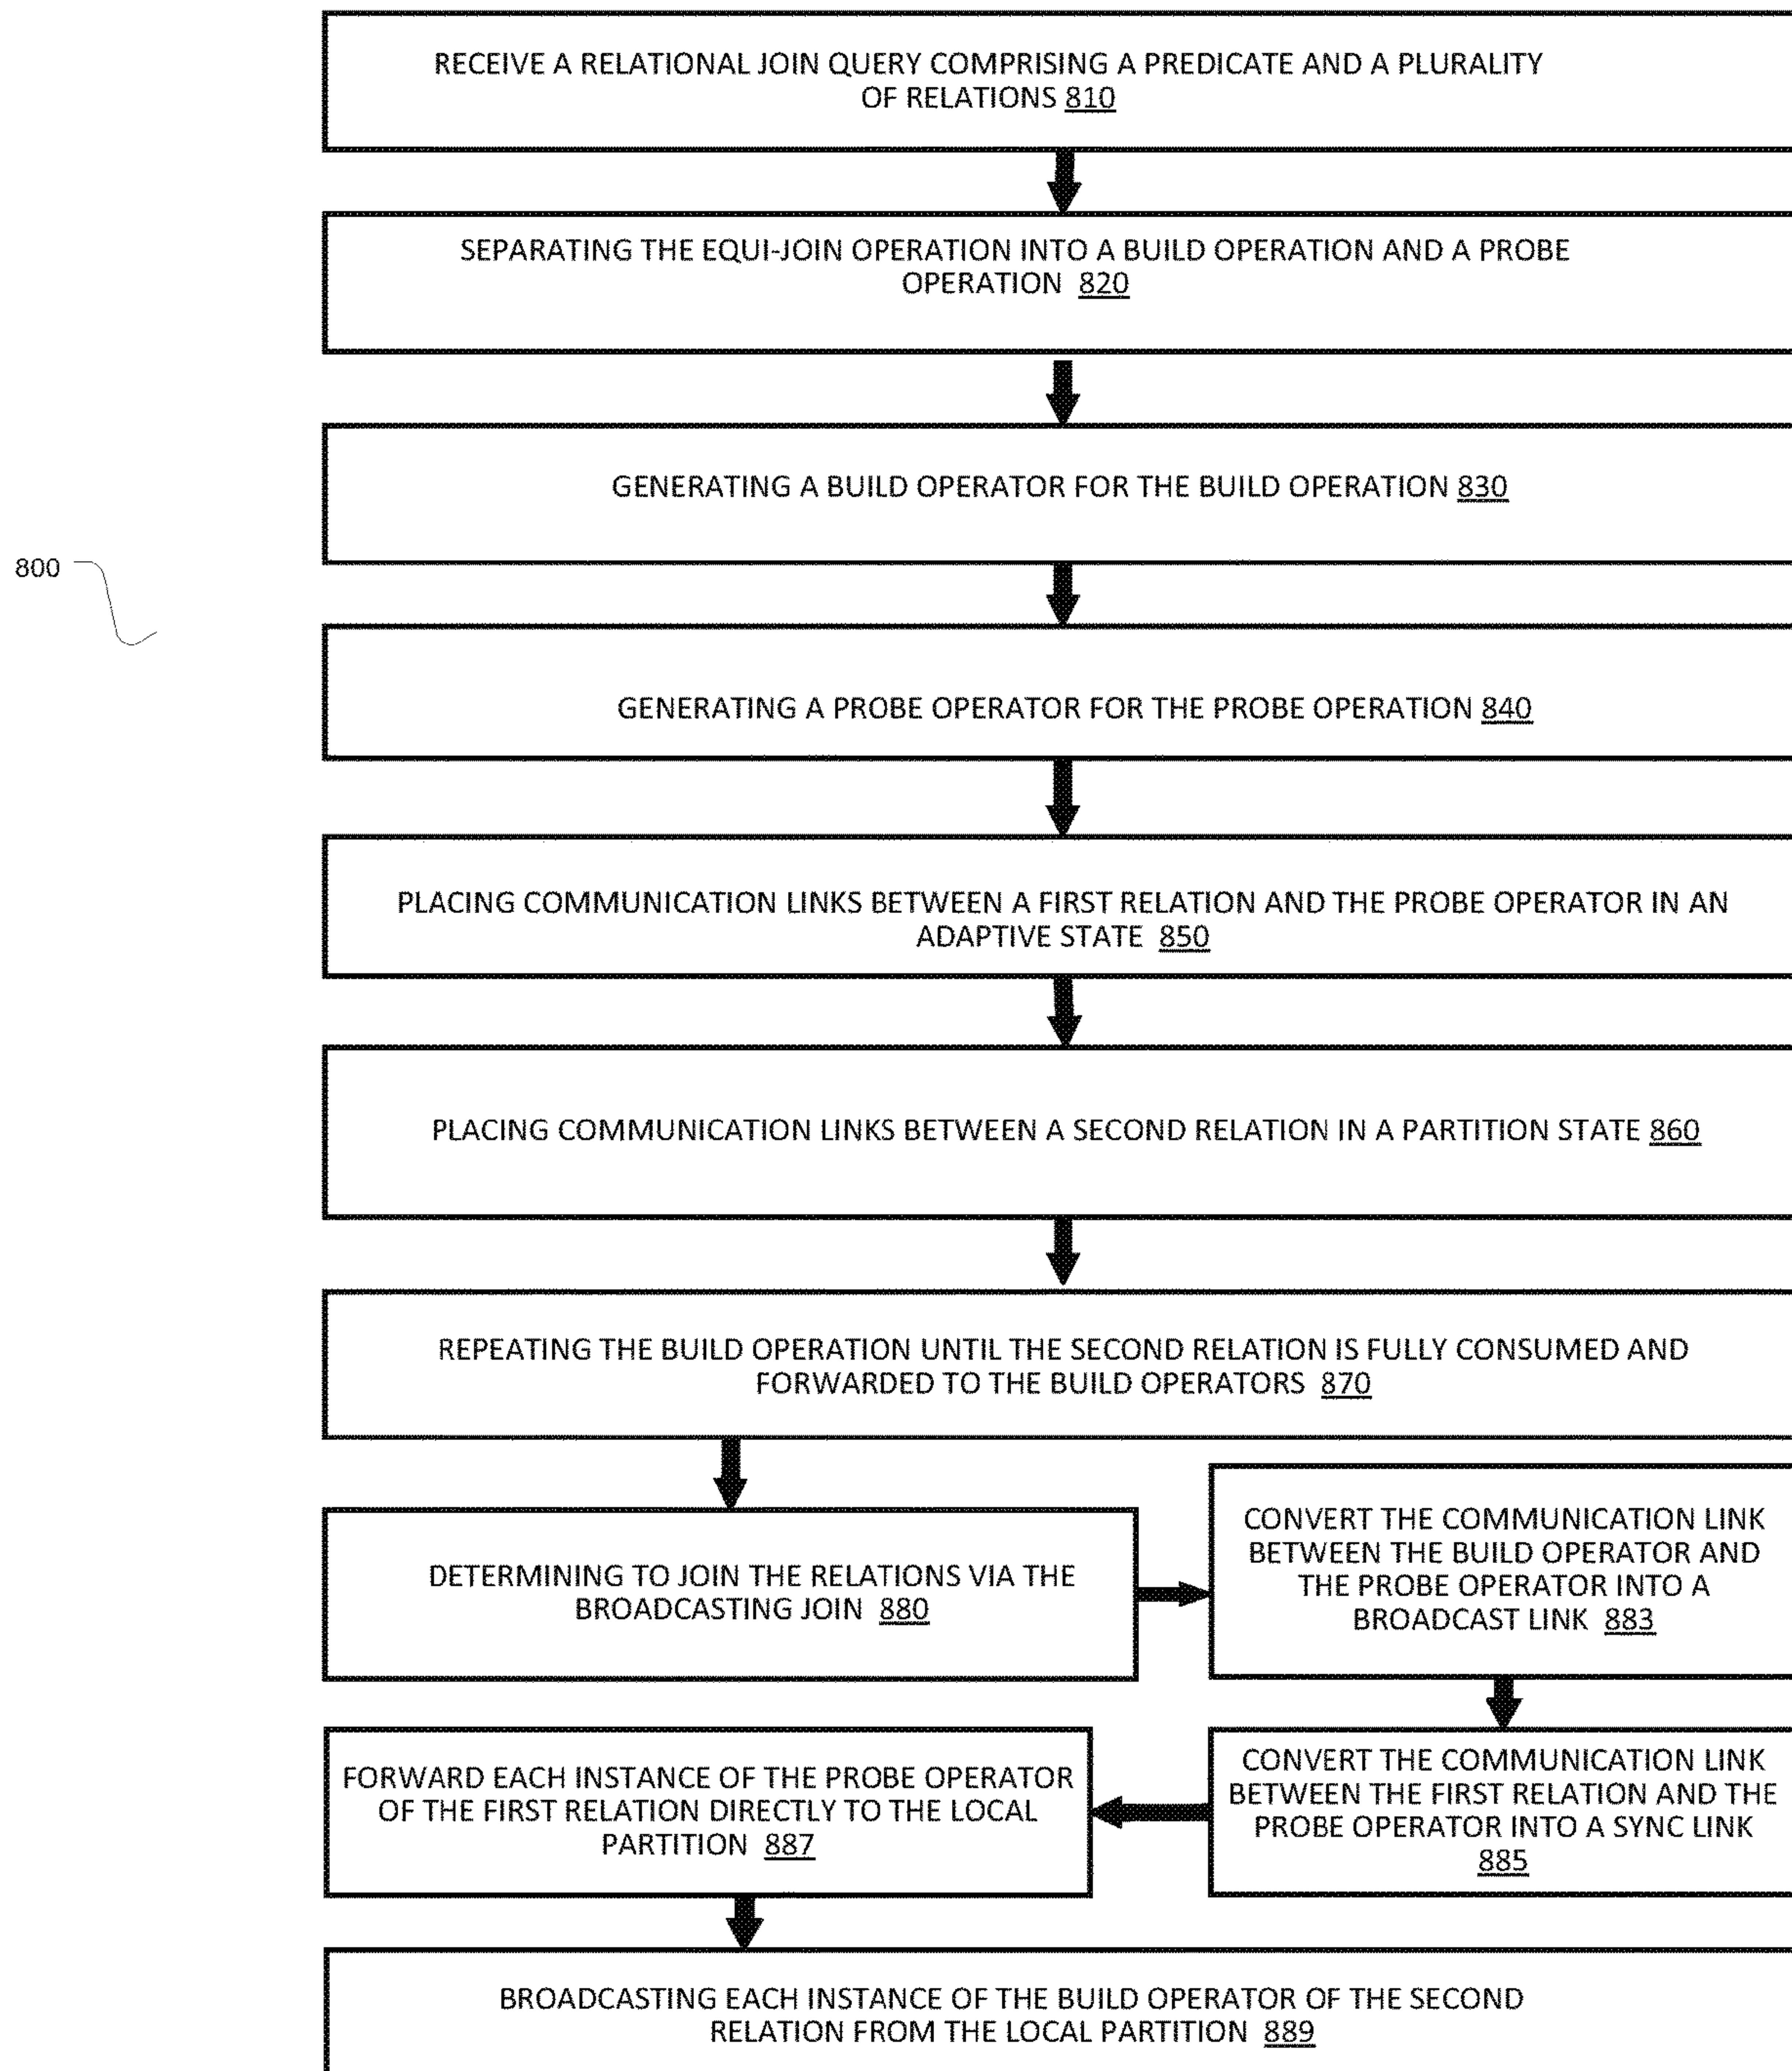 RECEIVE A RELATIONAL JOIN QUERY COMPRISING A PREDICATE AND A PLURALITY
OF RELATIONS 810
SEPARATING THE EQUI-JOIN OPERATION INTO A BUILD OPERATION AND A PROBE
OPERATION 820
GENERATING A BUILD OPERATOR FOR THE BUILD OPERATION 830
800
GENERATING A PROBE OPERATOR FOR THE PROBE OPERATION 840
PLACING COMMUNICATION LINKS BETWEEN A FIRST RELATION AND THE PROBE OPERATOR IN AN
ADAPTIVE STATE 850
PLACING COMMUNICATION LINKS BETWEEN A SECOND RELATION IN A PARTITION STATE 860
REPEATING THE BUILD OPERATION UNTIL THE SECOND RELATION IS FULLY CONSUMED AND
FORWARDED TO THE BUILD OPERATORS 870
DETERMINING TO JOIN THE RELATIONS VIA THE
BROADCASTING JOIN 880
CONVERT THE COMMUNICATION LINK
BETWEEN THE BUILD OPERATOR AND
THE PROBE OPERATOR INTO A
BROADCAST LINK 883
CONVERT THE COMMUNICATION LINK
BETWEEN THE FIRST RELATION AND THE
PROBE OPERATOR INTO A SYNC LINK
885
FORWARD EACH INSTANCE OF THE PROBE OPERATOR
OF THE FIRST RELATION DIRECTLY TO THE LOCAL
PARTITION 887
BROADCASTING EACH INSTANCE OF THE BUILD OPERATOR OF THE SECOND
RELATION FROM THE LOCAL PARTITION 889